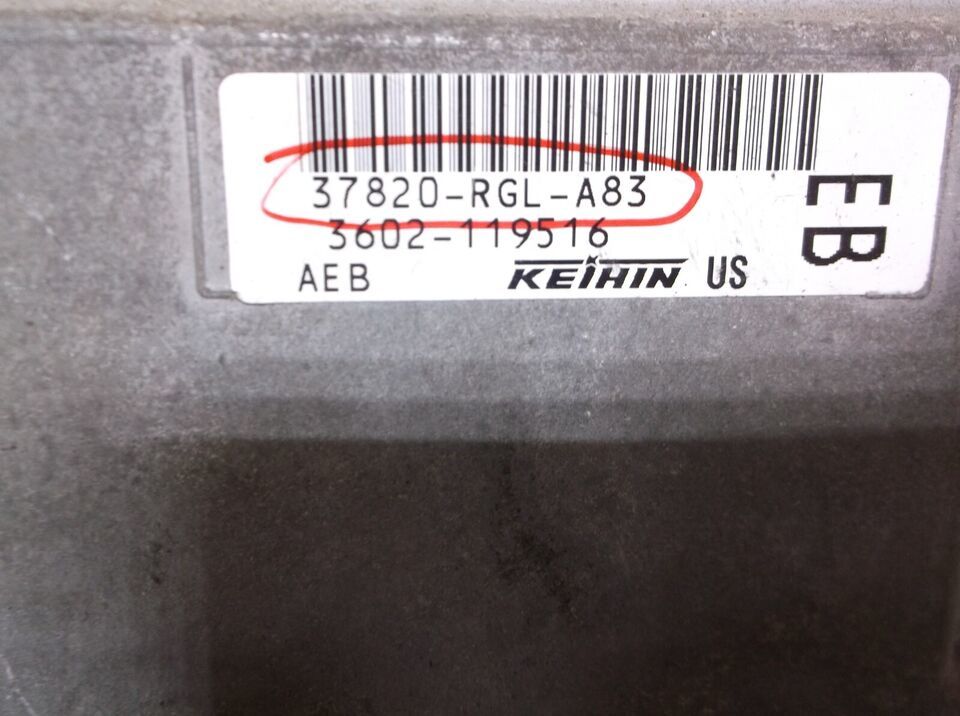 37820-RGL-A83
3602-119516
AEB KEIHIN US
EB